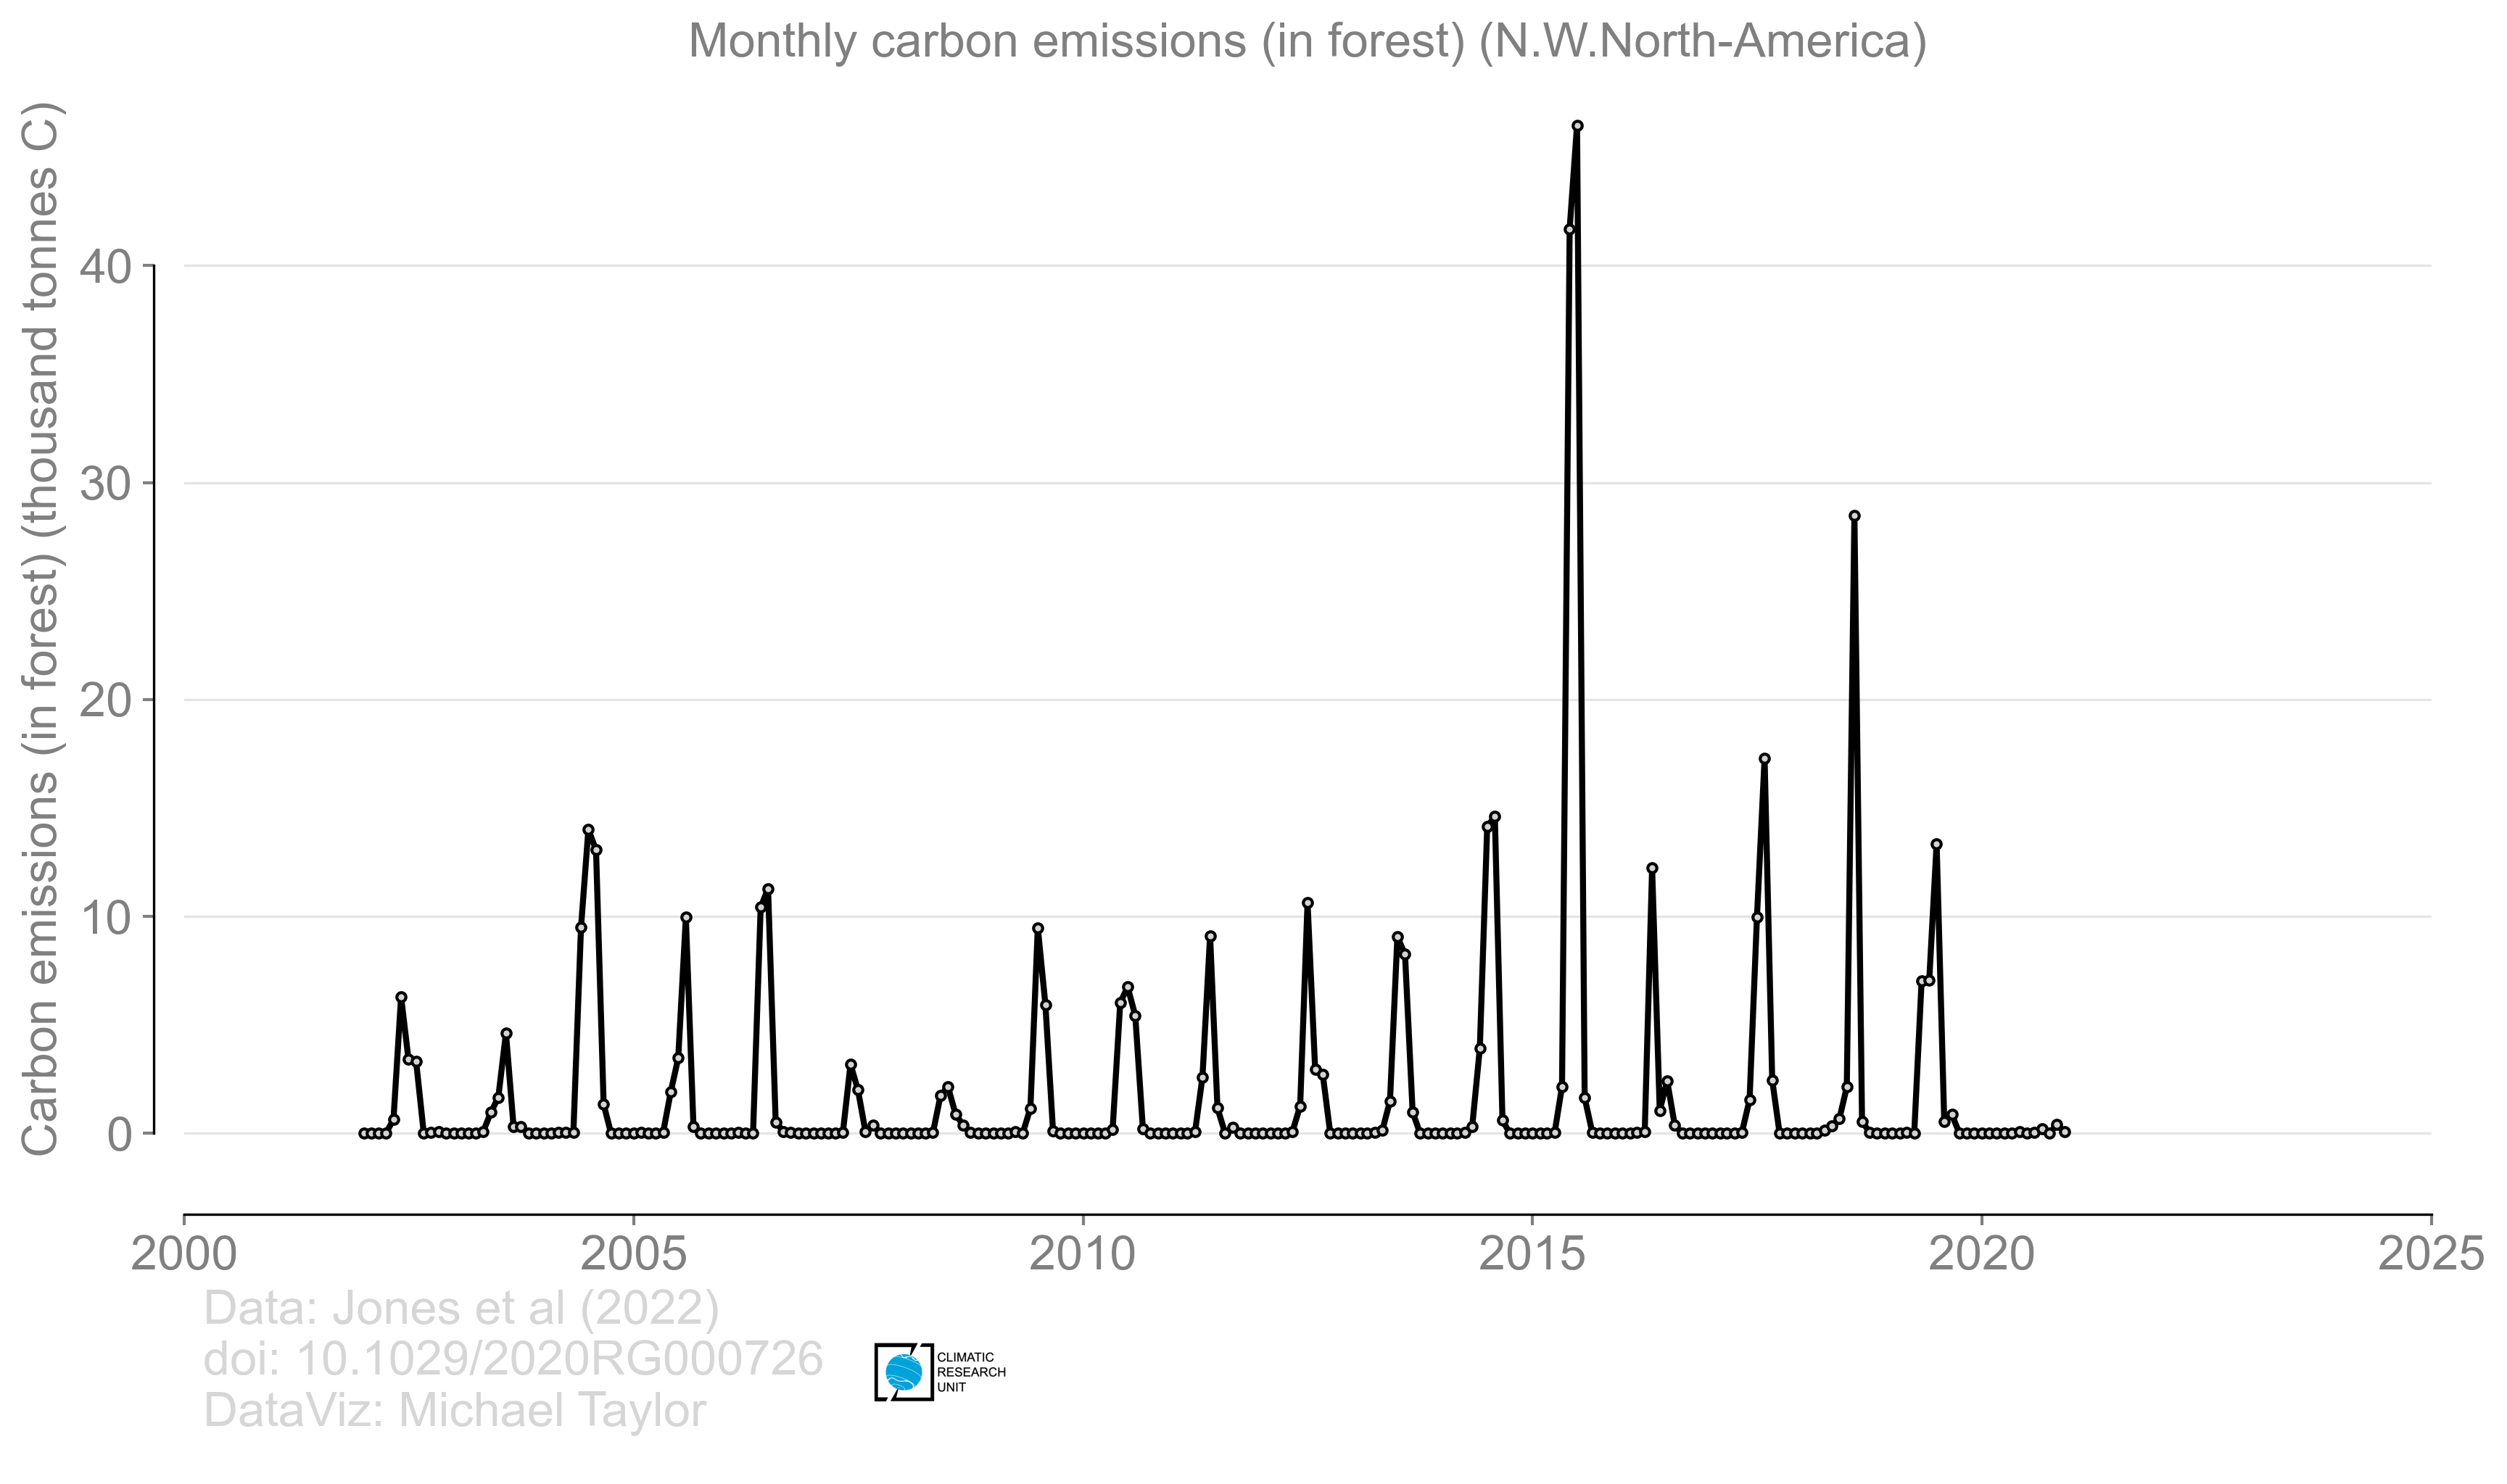 Monthly carbon emissions (in forest) (N.W.North-America)
Carbon emissions (in forest) (thousand tonnes C)
40
30
20
10
0
2000 2005 2010 2015 2020 2025
Data: Jones et al (2022)
doi: 10.1029/2020RG000726
DataViz: Michael Taylor
CLIMATIC
RESEARCH
UNIT